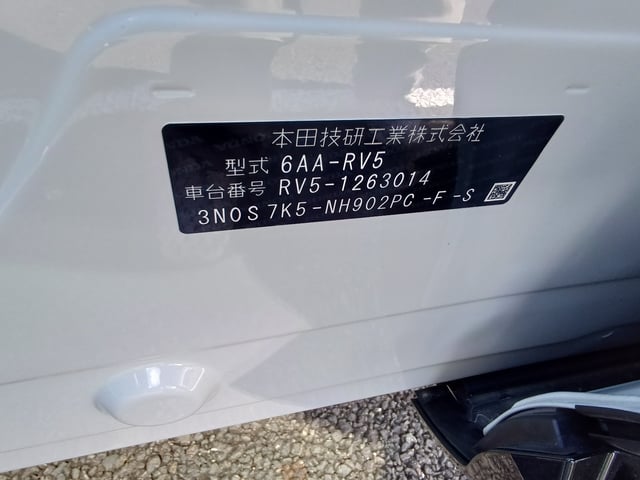 本田技研工業株式会社
型式 6AA-RV5
車台番号 RV5-1263014
3NOS 7K5-NH902PC-F-S